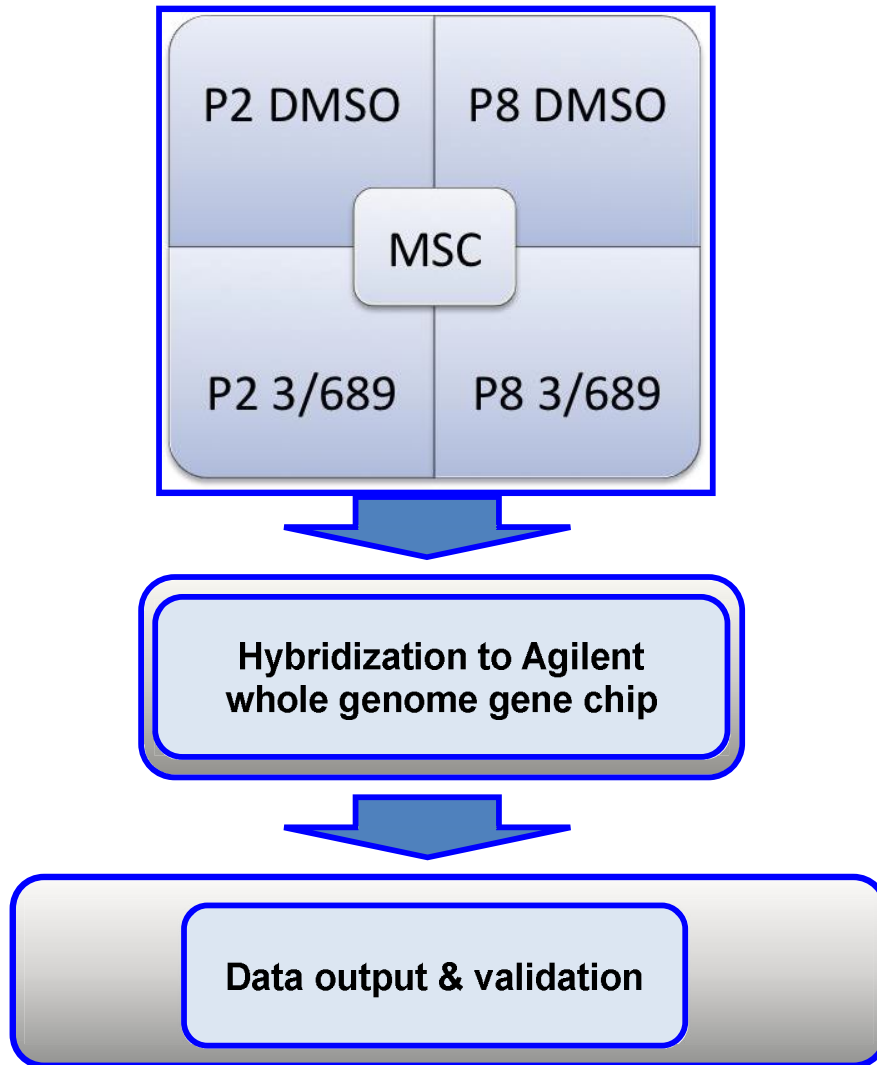 P2 DMSO
P8 DMSO
MSC
P2 3/689
P8 3/689
Hybridization to Agilent
whole genome gene chip
Data output & validation